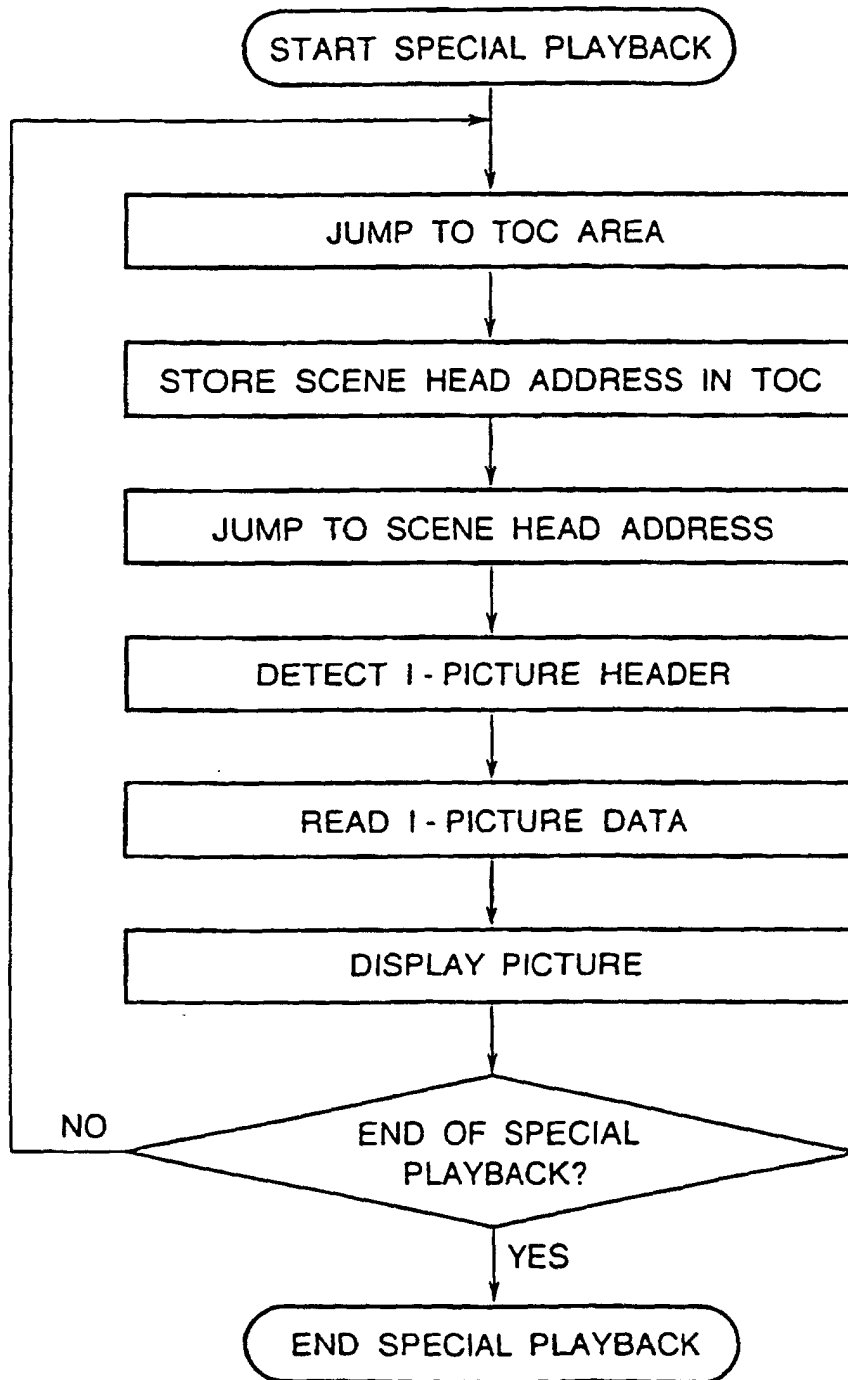 START SPECIAL PLAYBACK
JUMP TO TOC AREA
STORE SCENE HEAD ADDRESS IN TOC
JUMP TO SCENE HEAD ADDRESS
DETECT I - PICTURE HEADER
READ I - PICTURE DATA
DISPLAY PICTURE
END OF SPECIAL
PLAYBACK?
NO
YES
END SPECIAL PLAYBACK